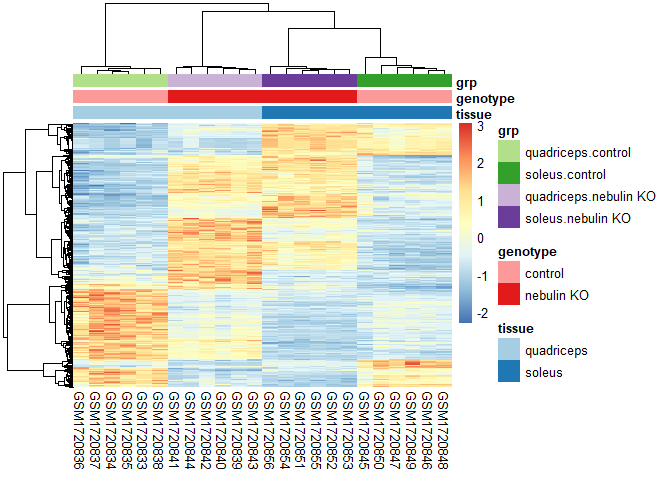 grp
genotype
tissue
3
2
1
0
-1
-2
grp
quadriceps.control
soleus.control
quadriceps.nebulin KO
soleus.nebulin KO
genotype
control
nebulin KO
tissue
quadriceps
soleus
GSM1720836
GSM1720837
GSM1720834
GSM1720835
GSM1720833
GSM1720838
GSM1720841
GSM1720844
GSM1720842
GSM1720840
GSM1720839
GSM1720843
GSM1720856
GSM1720854
GSM1720851
GSM1720855
GSM1720852
GSM1720853
GSM1720845
GSM1720850
GSM1720847
GSM1720849
GSM1720846
GSM1720848